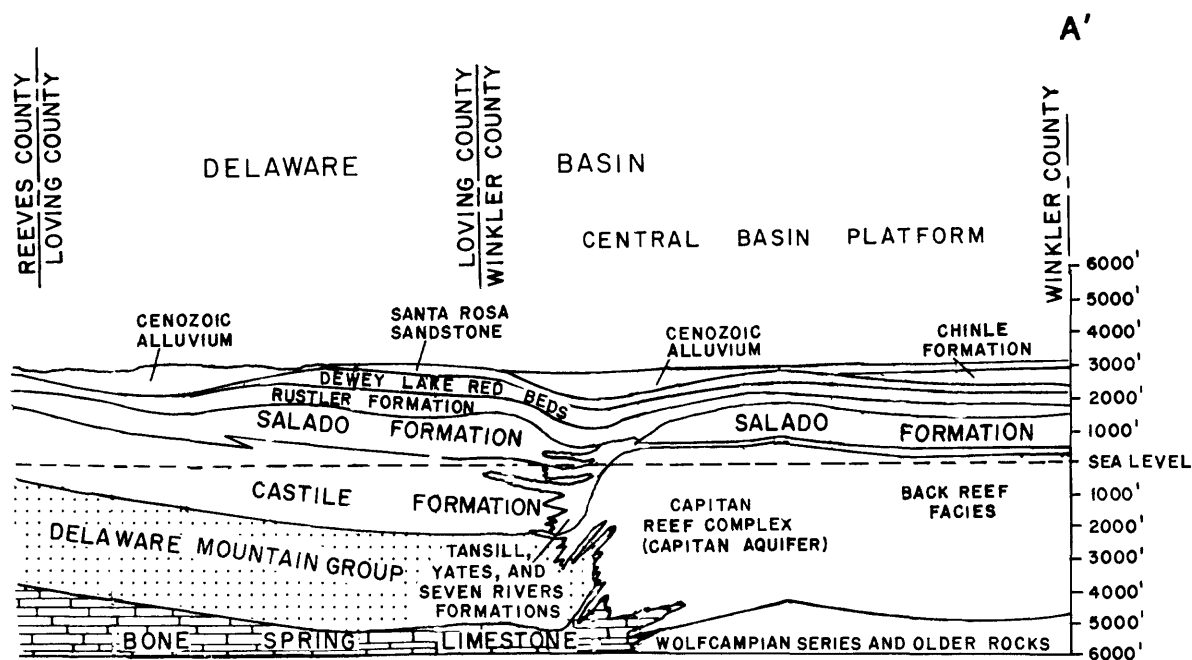 A'
REEVES COUNTY
LOVING COUNTY
LOVING COUNTY
WINKLER COUNTY
WINKLER COUNTY
DELAWARE BASIN
CENTRAL BASIN PLATFORM
6000'
5000'
4000'
3000'
2000'
1000'
SEA LEVEL
1000'
2000'
3000'
4000'
5000'
6000'
CENOZOIC
ALLUVIUM
SANTA ROSA
SANDSTONE
CENOZOIC
ALLUVIUM
CHINLE
FORMATION
DEWEY LAKE RED BEDS
RUSTLER FORMATION
SALADO FORMATION
SALADO FORMATION
CASTILE FORMATION
CAPITAN
REEF COMPLEX
(CAPITAN AQUIFER)
BACK REEF
FACIES
DELAWARE MOUNTAIN GROUP
TANSILL,
YATES, AND
SEVEN RIVERS
FORMATIONS
BONE SPRING LIMESTONE
WOLFCAMPIAN SERIES AND OLDER ROCKS